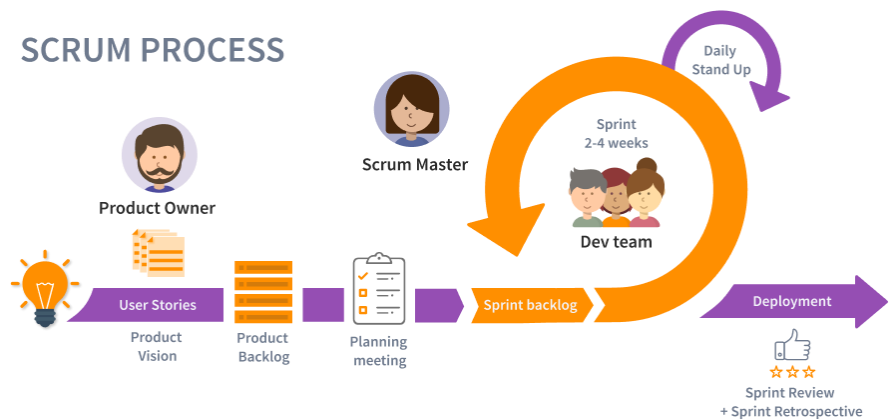 SCRUM PROCESS
Daily
Stand Up
Sprint
2-4 weeks
Scrum Master
Product Owner
Dev team
User Stories
Sprint backlog
Deployment
Product
Vision
Product
Backlog
Planning
meeting
Sprint Review
+ Sprint Retrospective